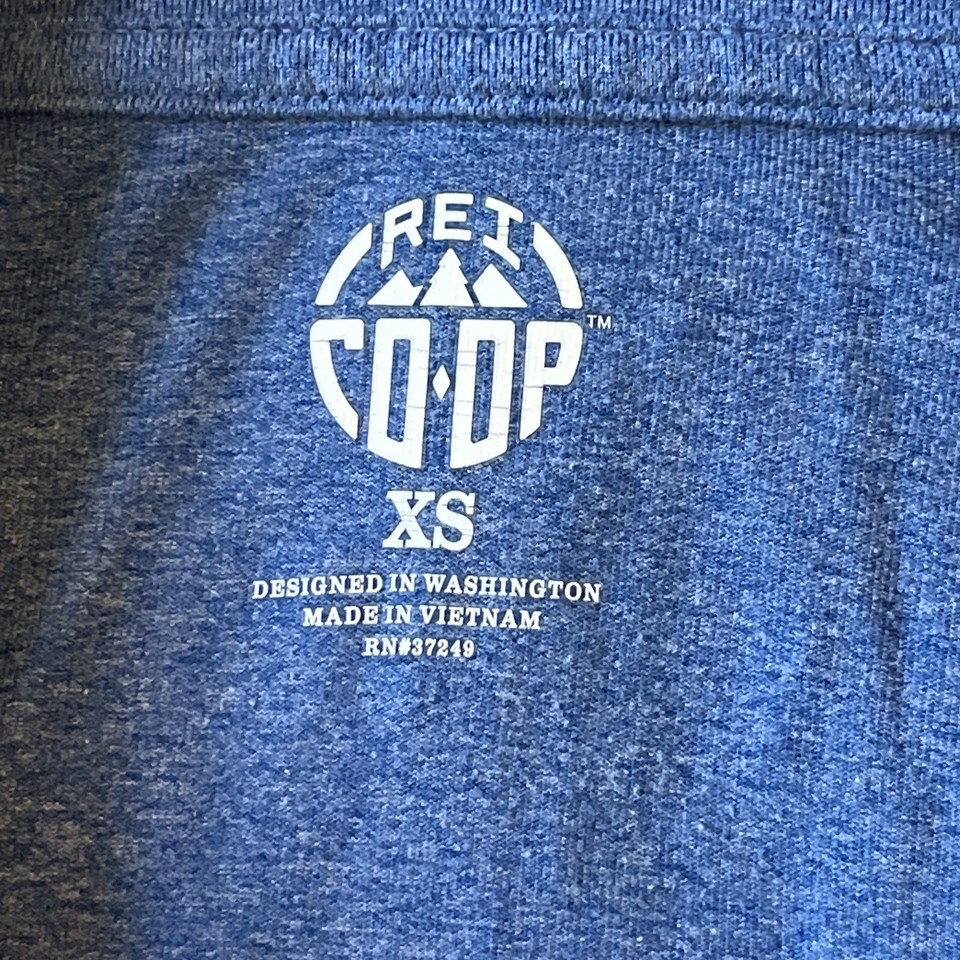 REI
CO·OP™
XS
DESIGNED IN WASHINGTON
MADE IN VIETNAM
RN#37249